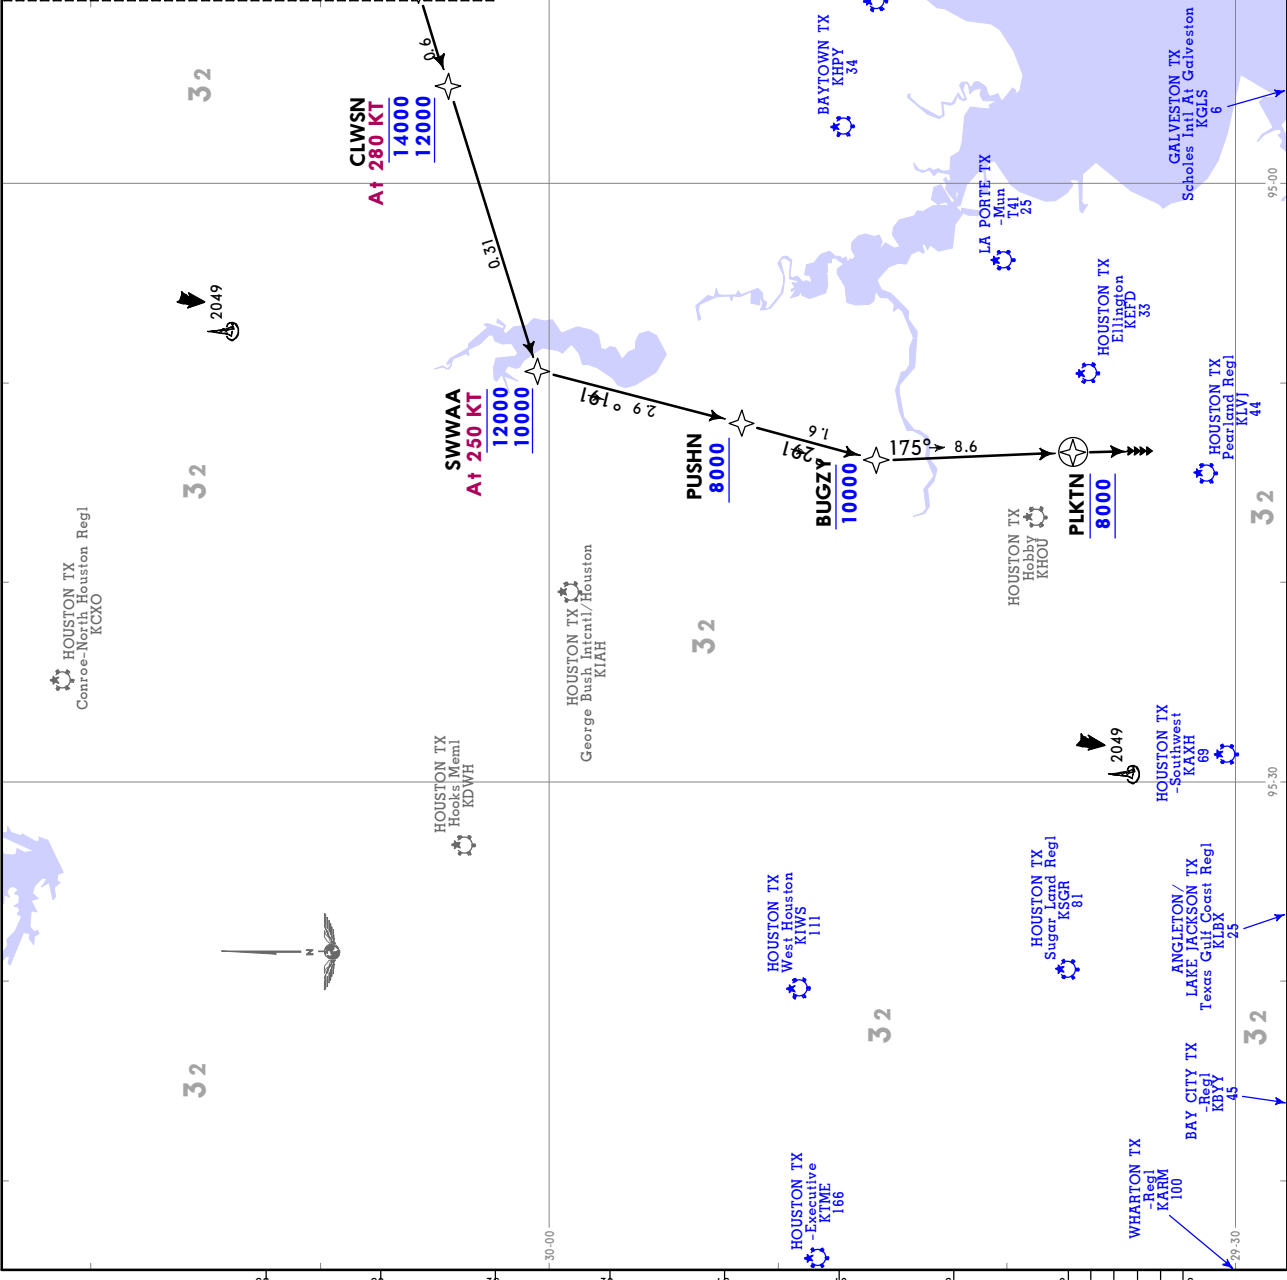 0.6
CLWSN
At 280 KT
14000
12000
32
2049
0.31
SWWAA
At 250 KT
12000
10000
32
191°
2.9
PUSHN
8000
1.6
BUGZY
10000
175°
8.6
PLKTN
8000
BAYTOWN TX
KHPY
34
LA PORTE TX
-Mun
T41
25
GALVESTON TX
Scholes Intl At Galveston
KGLS
6
95-00
HOUSTON TX
Ellington
KEFD
33
HOUSTON TX
Pearland Regl
KLVJ
44
32
HOUSTON TX
Conroe-North Houston Regl
KCXO
HOUSTON TX
George Bush Intcntl/Houston
KIAH
HOUSTON TX
Hobby
KHOU
32
HOUSTON TX
Hooks Meml
KDWH
2049
HOUSTON TX
-Southwest
KAXH
69
95-30
N
HOUSTON TX
West Houston
KIWS
111
HOUSTON TX
Sugar Land Regl
KSGR
81
ANGLETON/
LAKE JACKSON TX
Texas Gulf Coast Regl
KLBX
25
32
32
32
BAY CITY TX
-Regl
KBYY
45
HOUSTON TX
-Executive
KTME
166
WHARTON TX
-Regl
KARM
100
30-00
29-30